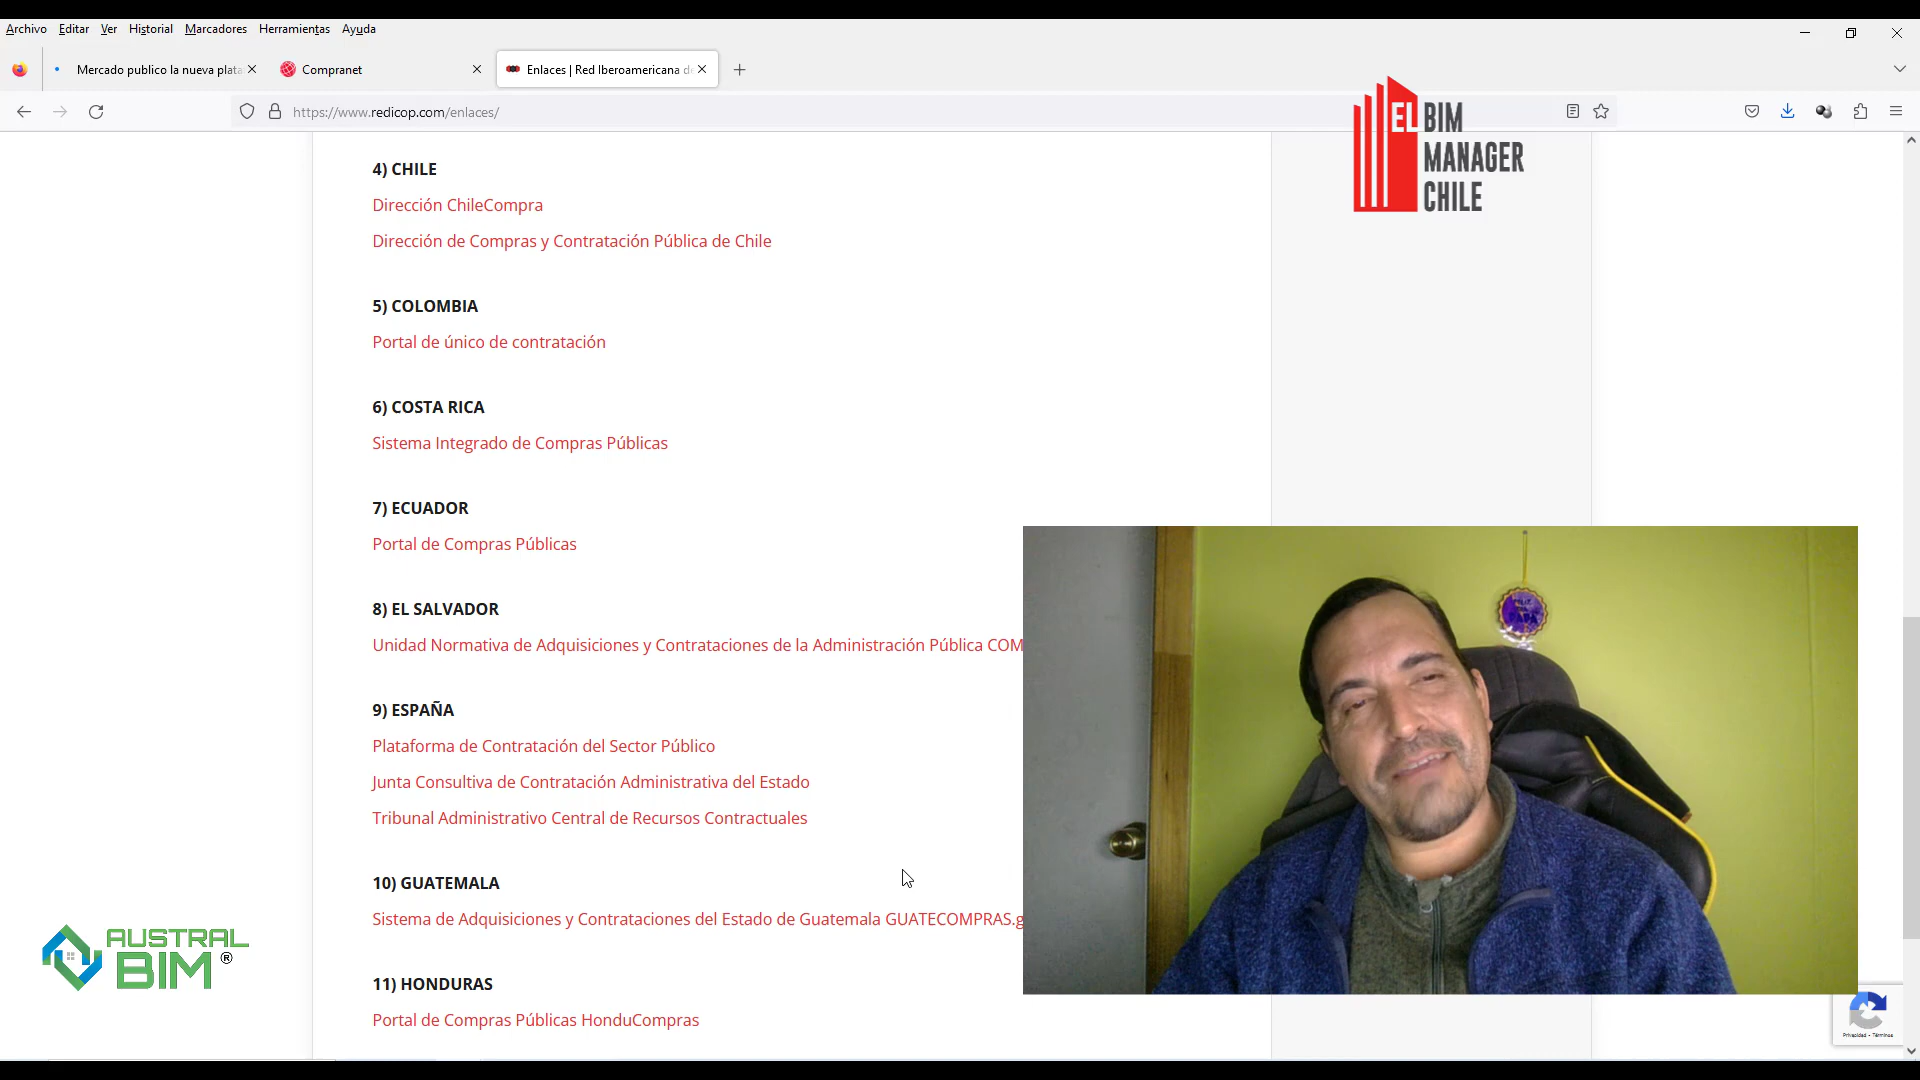 Archivo Editar Ver Historial Marcadores Herramientas Ayuda
Mercado publico la nueva plata
Compranet
Enlaces | Red Iberoamericana de
https://www.redicop.com/enlaces/
EL BIM
MANAGER
CHILE
4) CHILE
Dirección ChileCompra
Dirección de Compras y Contratación Pública de Chile
5) COLOMBIA
Portal de único de contratación
6) COSTA RICA
Sistema Integrado de Compras Públicas
7) ECUADOR
Portal de Compras Públicas
8) EL SALVADOR
Unidad Normativa de Adquisiciones y Contrataciones de la Administración Pública COM
9) ESPAÑA
Plataforma de Contratación del Sector Público
Junta Consultiva de Contratación Administrativa del Estado
Tribunal Administrativo Central de Recursos Contractuales
10) GUATEMALA
Sistema de Adquisiciones y Contrataciones del Estado de Guatemala GUATECOMPRAS.g
11) HONDURAS
Portal de Compras Públicas HonduCompras
AUSTRAL
BIM ®
Privacidad - Términos